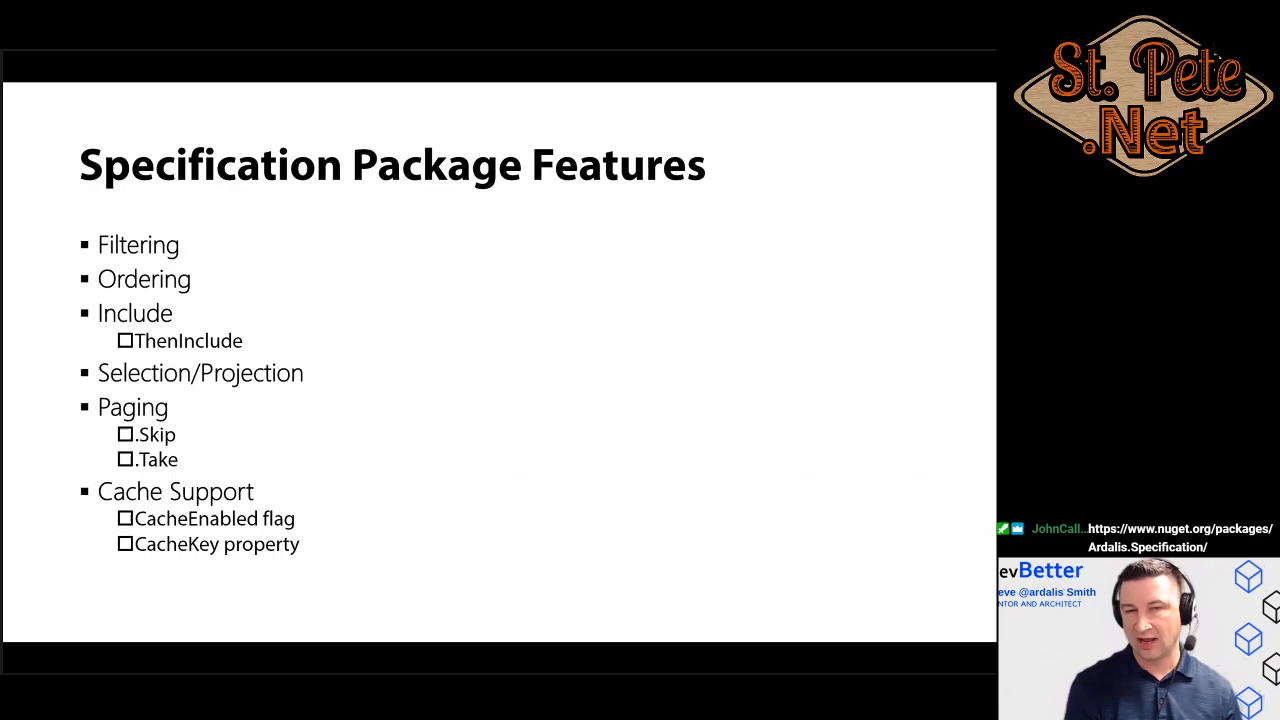 Specification Package Features
▪ Filtering
▪ Ordering
▪ Include
☐ThenInclude
▪ Selection/Projection
▪ Paging
☐.Skip
☐.Take
▪ Cache Support
☐CacheEnabled flag
☐CacheKey property
St. Pete
.Net
JohnCall... https://www.nuget.org/packages/
Ardalis.Specification/
evBetter
eve @ardalis Smith
NTOR AND ARCHITECT